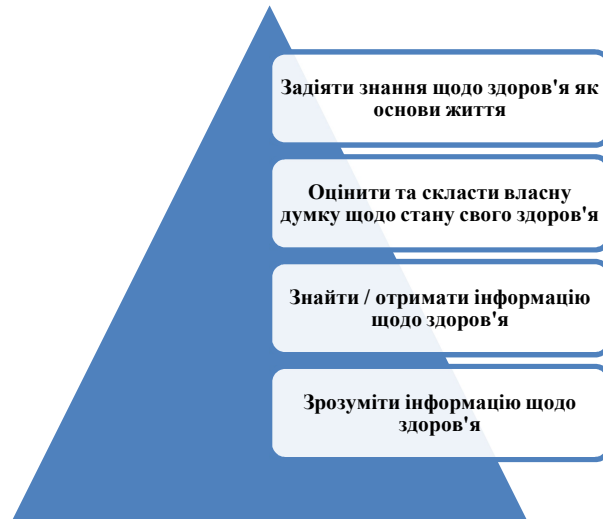 Задіяти знання щодо здоров'я як
основи життя
Оцінити та скласти власну
думку щодо стану свого здоров'я
Знайти / отримати інформацію
щодо здоров'я
Зрозуміти інформацію щодо
здоров'я